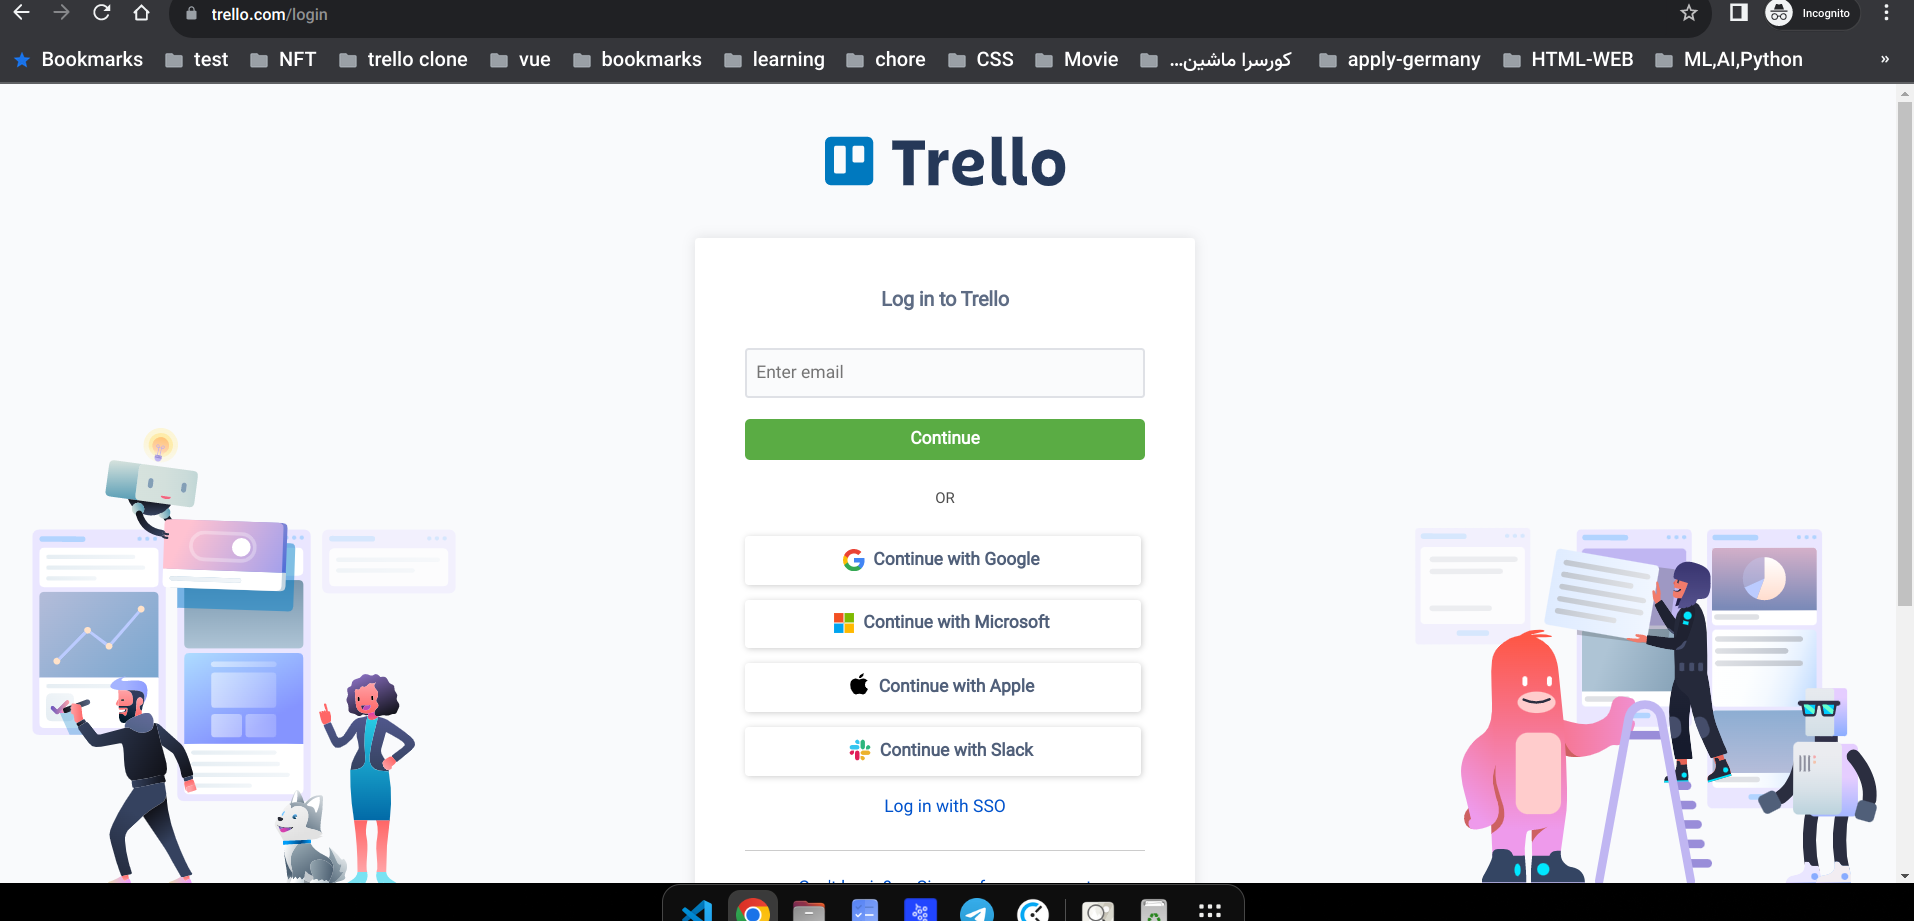 trello.com/login
Incognito
Bookmarks test NFT trello clone vue bookmarks learning chore CSS Movie کورسرا ماشین... apply-germany HTML-WEB ML,AI,Python »
Trello
Log in to Trello
Enter email
Continue
OR
Continue with Google
Continue with Microsoft
Continue with Apple
Continue with Slack
Log in with SSO